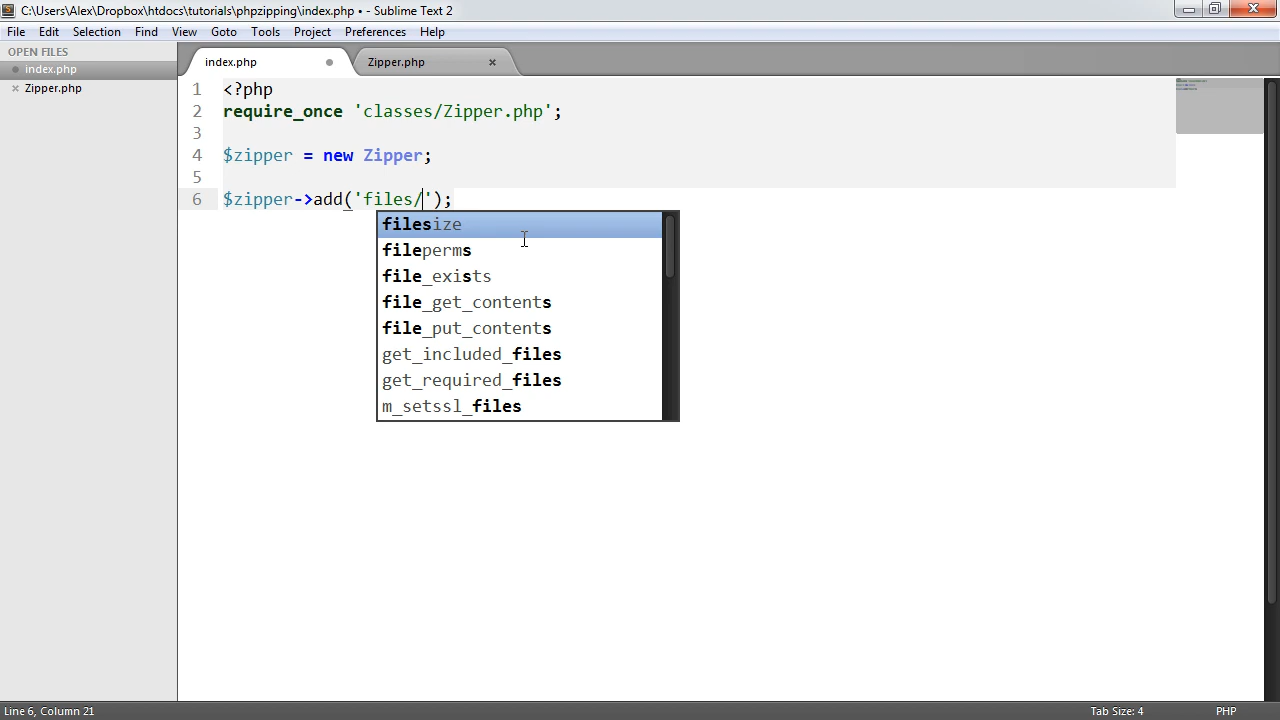 C:\Users\Alex\Dropbox\htdocs\tutorials\phpzipping\index.php • - Sublime Text 2
File Edit Selection Find View Goto Tools Project Preferences Help
OPEN FILES
index.php
Zipper.php
index.php
Zipper.php
1 <?php
2 require_once 'classes/Zipper.php';
3
4 $zipper = new Zipper;
5
6 $zipper->add('files/');
filesize
fileperms
file_exists
file_get_contents
file_put_contents
get_included_files
get_required_files
m_setssl_files
Line 6, Column 21
Tab Size: 4
PHP